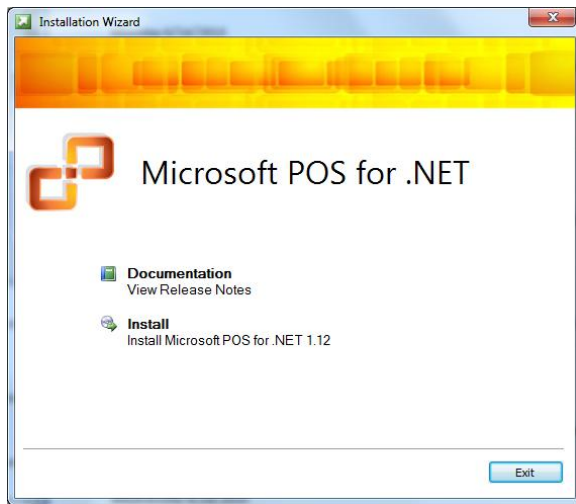 Installation Wizard
Microsoft POS for .NET
Documentation
View Release Notes
Install
Install Microsoft POS for .NET 1.12
Exit